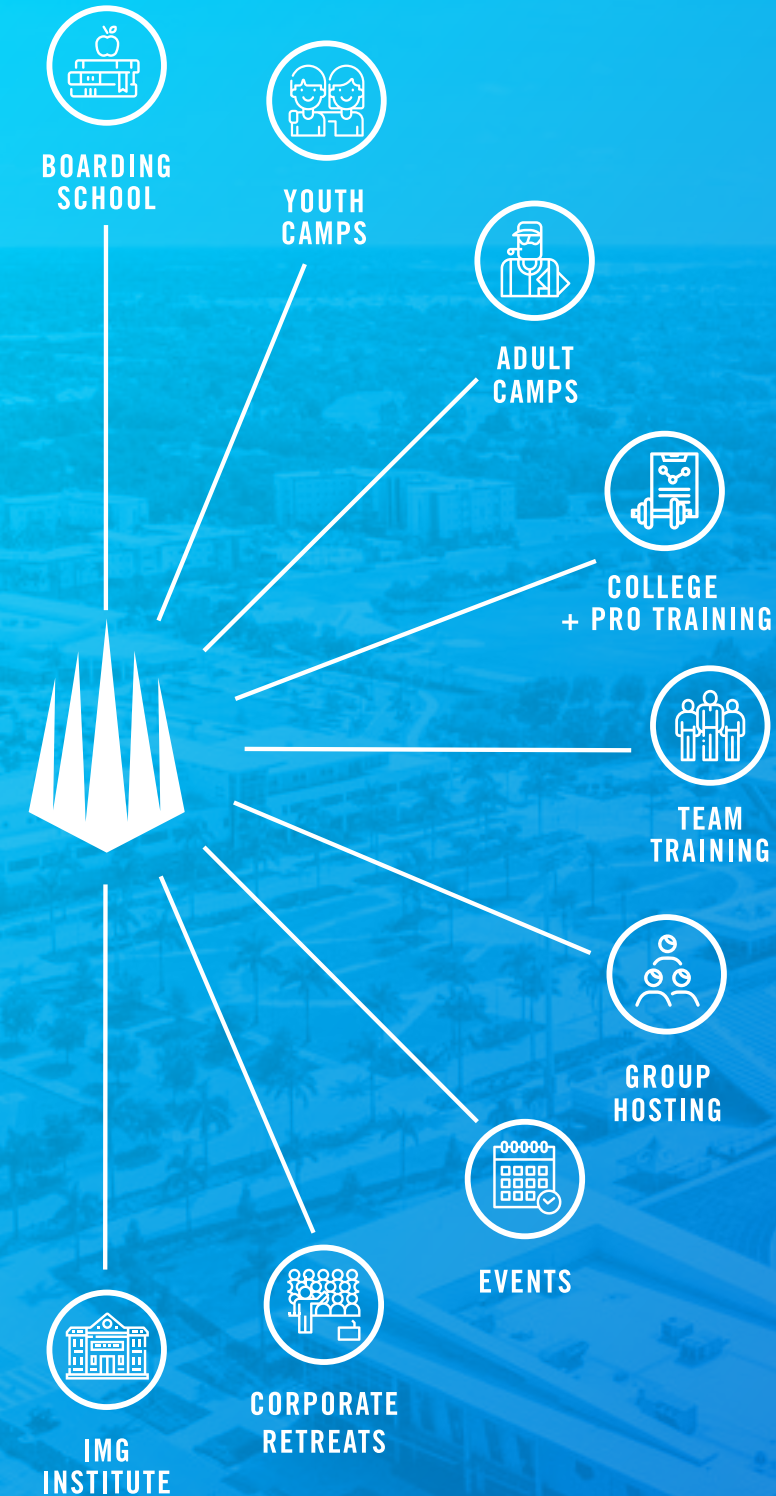 BOARDING
SCHOOL
YOUTH
CAMPS
ADULT
CAMPS
COLLEGE
+ PRO TRAINING
TEAM
TRAINING
GROUP
HOSTING
EVENTS
CORPORATE
RETREATS
IMG
INSTITUTE